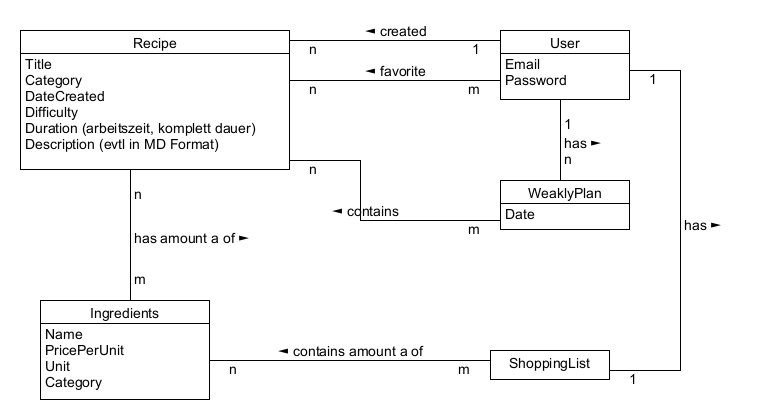 Recipe
Title
Category
DateCreated
Difficulty
Duration (arbeitszeit, komplett dauer)
Description (evtl in MD Format)
◄ created
n
1
◄ favorite
n
m
User
Email
Password
1
1
has ►
n
n
◄ contains
m
WeaklyPlan
Date
has ►
n
has amount a of ►
m
Ingredients
Name
PricePerUnit
Unit
Category
◄ contains amount a of
n
m
ShoppingList
1